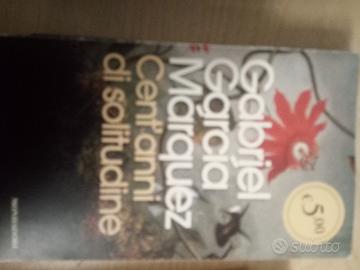 Gabriel
García
Márquez
Cent'anni
di solitudine
€5,00
subito